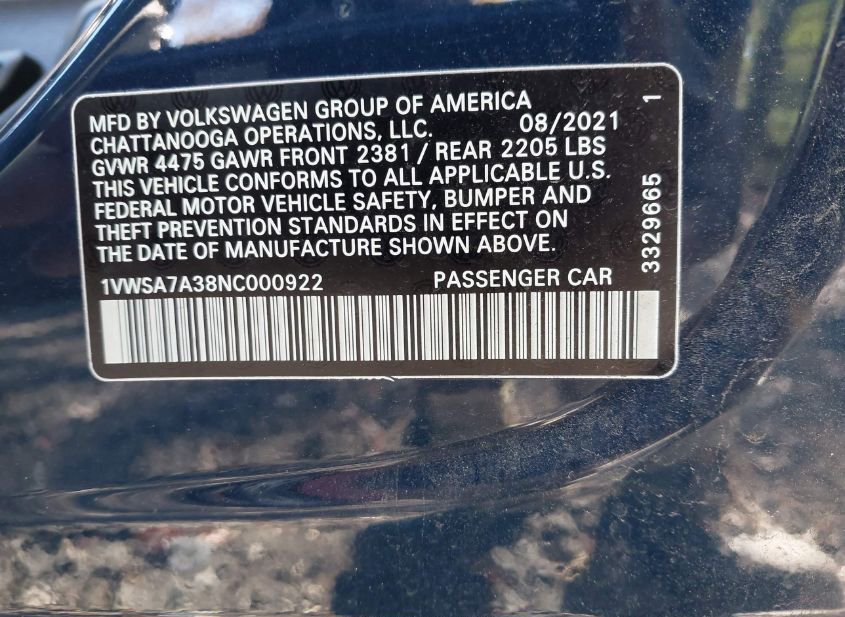 MFD BY VOLKSWAGEN GROUP OF AMERICA
CHATTANOOGA OPERATIONS, LLC. 08/2021
GVWR 4475 GAWR FRONT 2381 / REAR 2205 LBS
THIS VEHICLE CONFORMS TO ALL APPLICABLE U.S.
FEDERAL MOTOR VEHICLE SAFETY, BUMPER AND
THEFT PREVENTION STANDARDS IN EFFECT ON
THE DATE OF MANUFACTURE SHOWN ABOVE.
1VWSA7A38NC000922 PASSENGER CAR
3329665 1